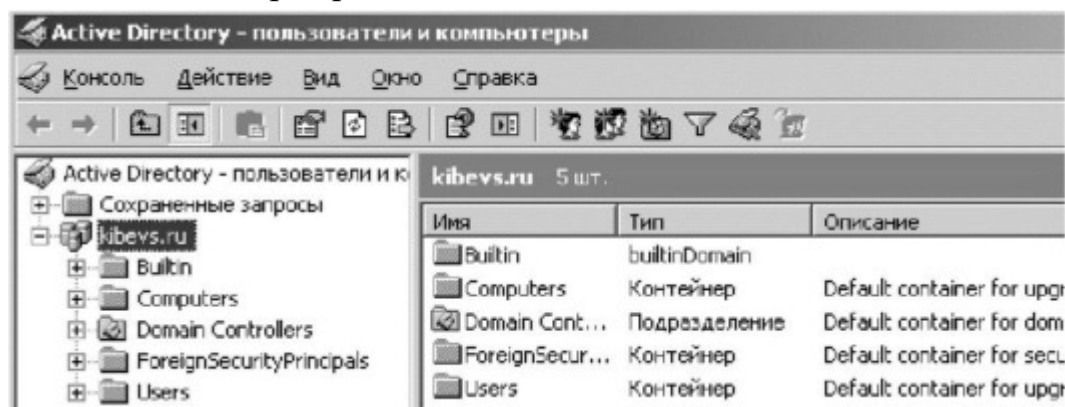 Active Directory – пользователи и компьютеры
Консоль Действие Вид Окно Справка
Active Directory - пользователи и к
Сохраненные запросы
kibevs.ru
Builtin
Computers
Domain Controllers
ForeignSecurityPrincipals
Users
kibevs.ru 5 шт.
Имя Тип Описание
Builtin builtinDomain
Computers Контейнер Default container for upgr
Domain Cont... Подразделение Default container for dom
ForeignSecur... Контейнер Default container for secu
Users Контейнер Default container for upgr